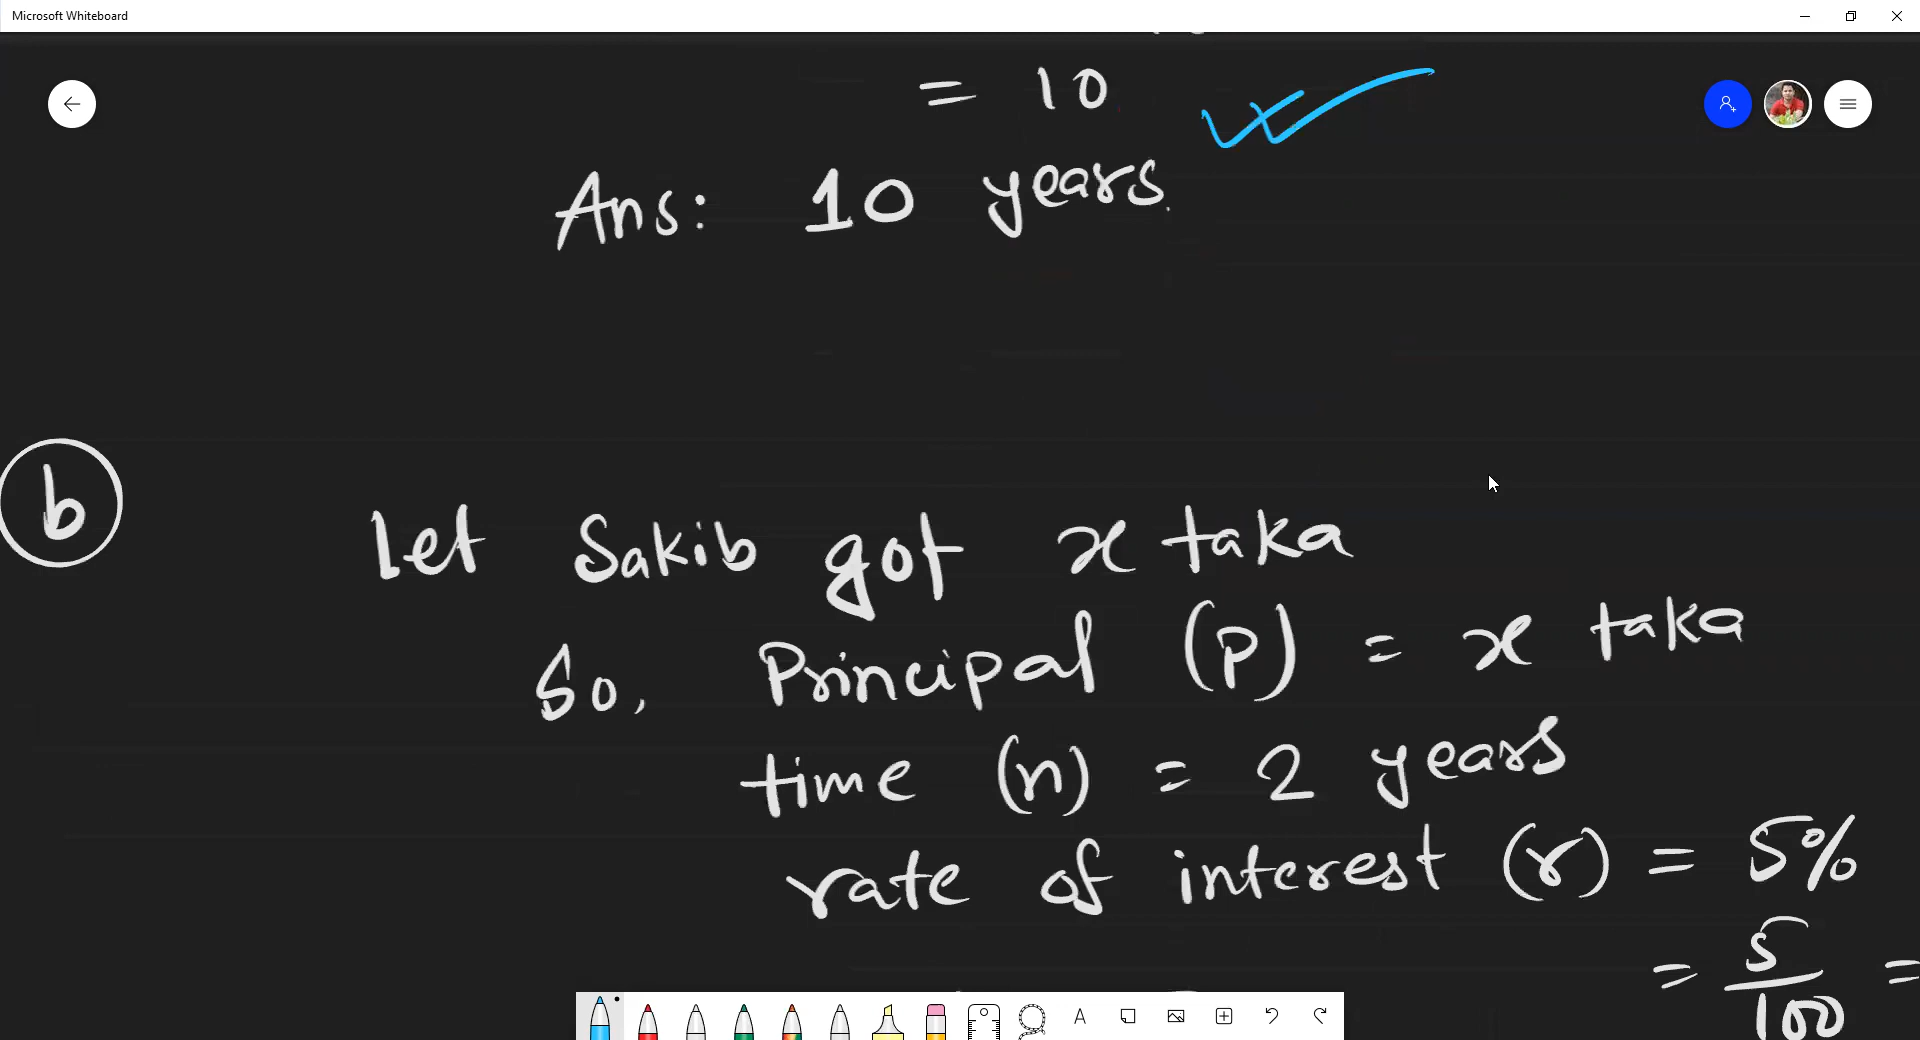 Microsoft Whiteboard
= 10
Ans: 10 years.
b
Let Sakib got x taka
So, Principal (p) = x taka
time (n) = 2 years
rate of interest (r) = 5%
= 5/100 =
A